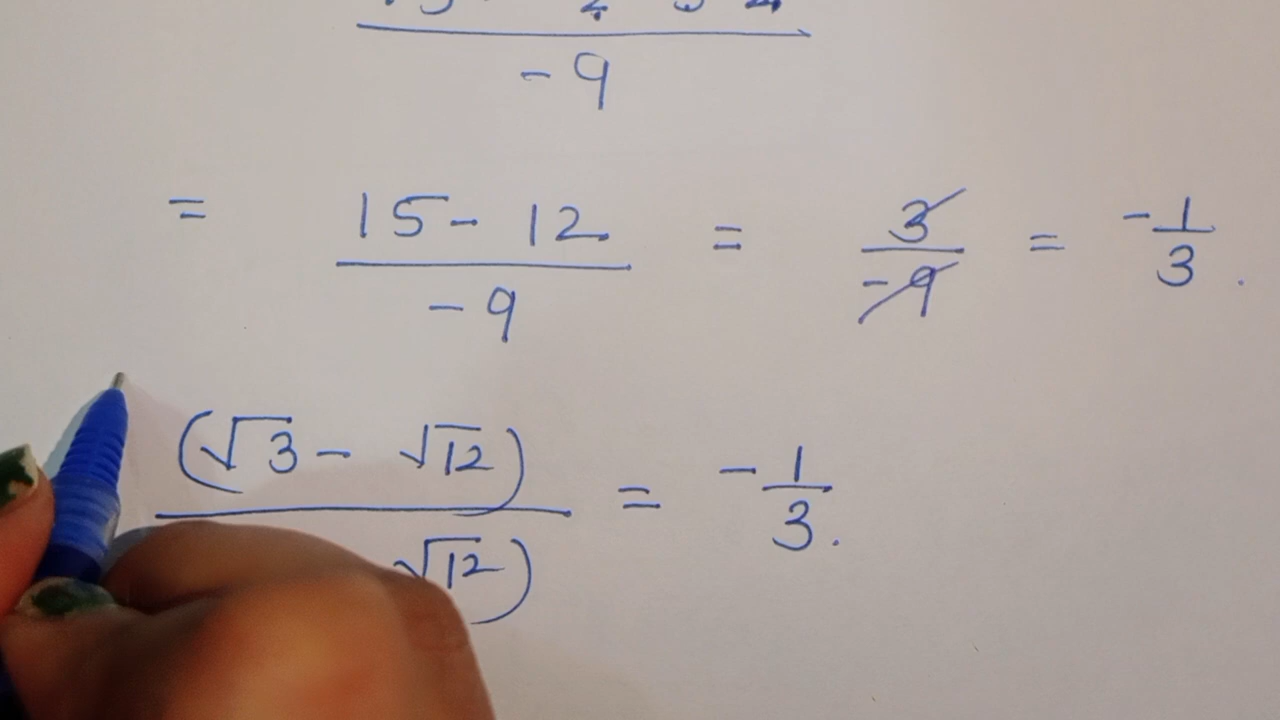 -9
= 15- 12 / -9 = 3 / -9 = -1/3.
(√3- √12) / √12) = -1/3.